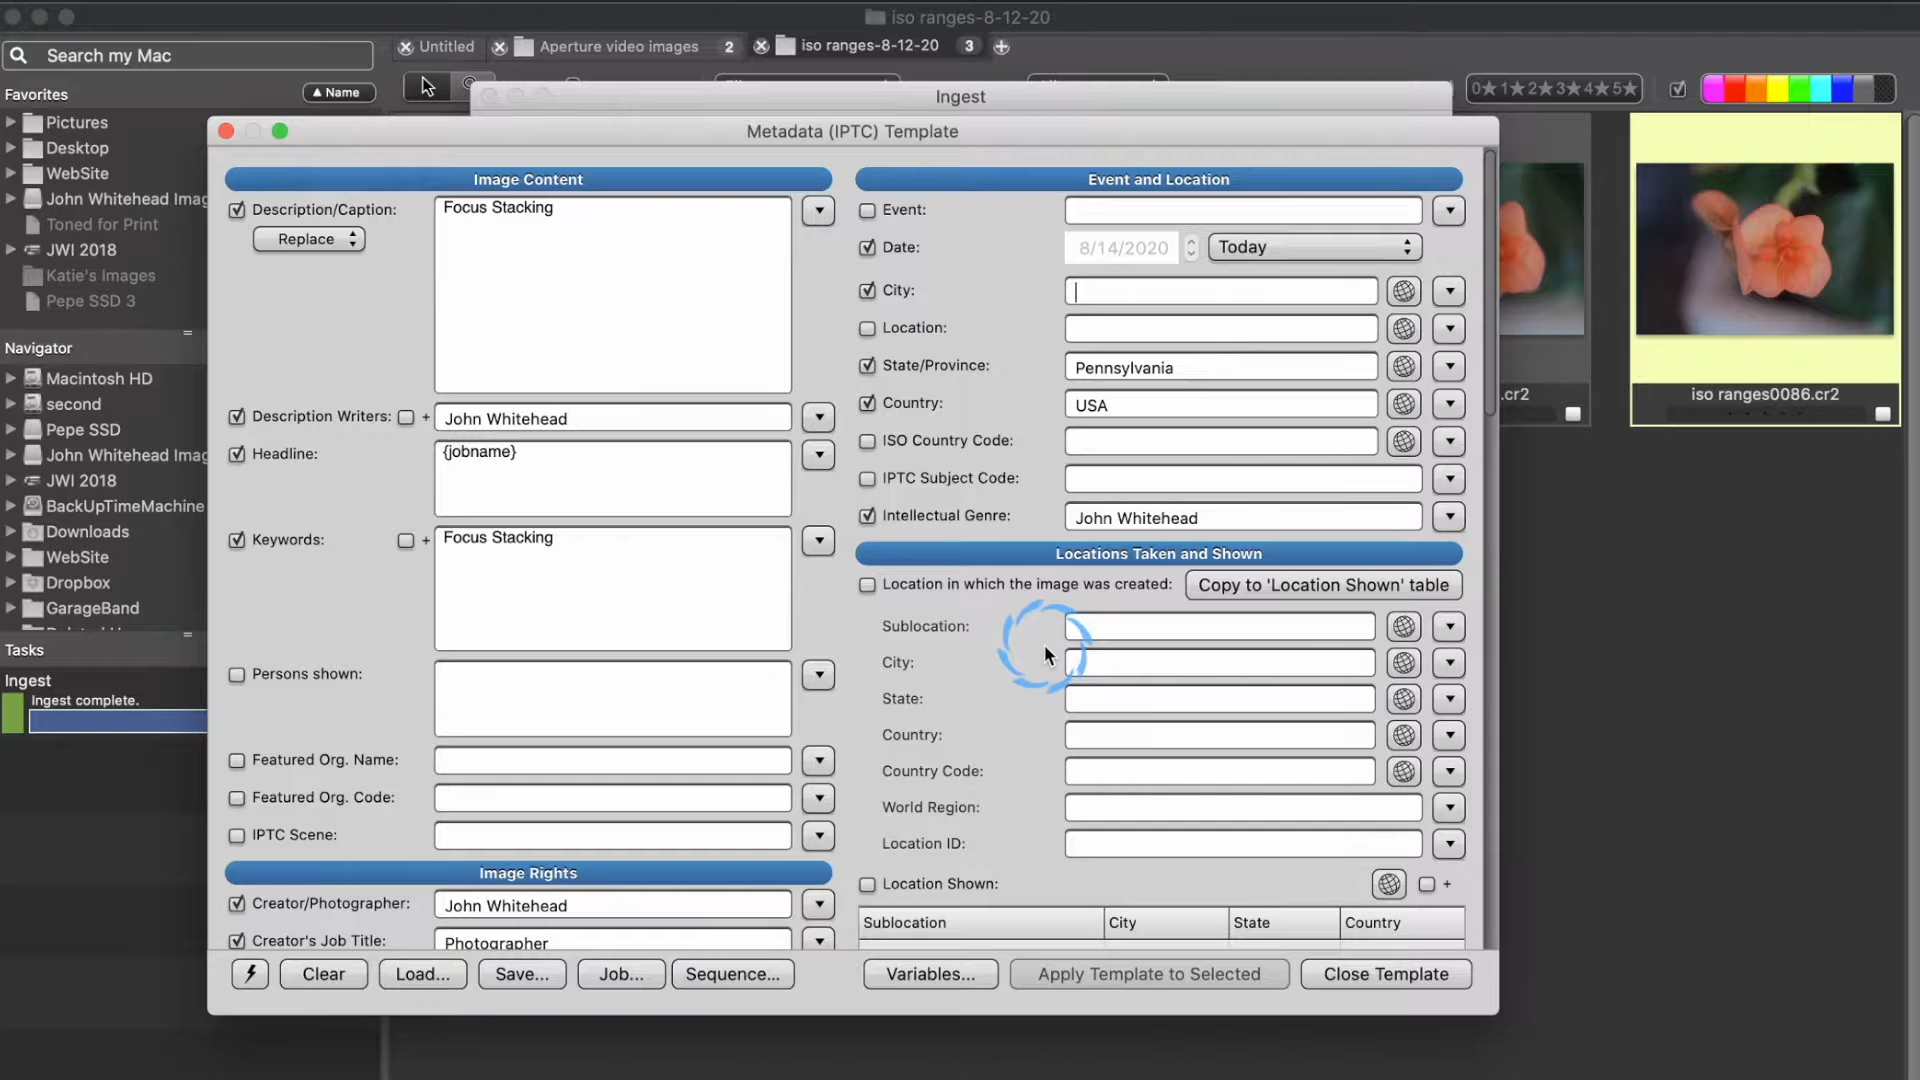 iso ranges-8-12-20
Search my Mac
Untitled
Aperture video images 2
iso ranges-8-12-20 3
Favorites
▲ Name
0★ 1★ 2★ 3★ 4★ 5★
Ingest
Pictures
Desktop
WebSite
John Whitehead Imag
Toned for Print
JWI 2018
Katie's Images
Pepe SSD 3
Navigator
Macintosh HD
second
Pepe SSD
John Whitehead Imag
JWI 2018
BackUpTimeMachine
Downloads
WebSite
Dropbox
GarageBand
Tasks
Ingest
Ingest complete.
Metadata (IPTC) Template
Image Content
Description/Caption:
Focus Stacking
Replace
Description Writers: +
John Whitehead
Headline:
{jobname}
Keywords: +
Focus Stacking
Persons shown:
Featured Org. Name:
Featured Org. Code:
IPTC Scene:
Image Rights
Creator/Photographer:
John Whitehead
Creator's Job Title:
Photographer
Event and Location
Event:
Date:
8/14/2020
Today
City:
Location:
State/Province:
Pennsylvania
Country:
USA
ISO Country Code:
IPTC Subject Code:
Intellectual Genre:
John Whitehead
Locations Taken and Shown
Location in which the image was created:
Copy to 'Location Shown' table
Sublocation:
City:
State:
Country:
Country Code:
World Region:
Location ID:
Location Shown: +
Sublocation City State Country
Clear
Load...
Save...
Job...
Sequence...
Variables...
Apply Template to Selected
Close Template
.cr2
iso ranges0086.cr2